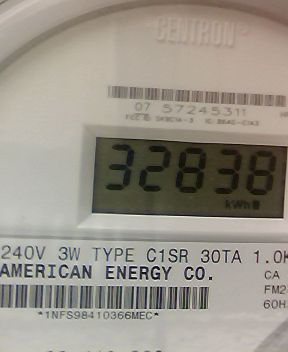 CENTRON®
07 57245311
32838
kWh
240V 3W TYPE C1SR 30TA 1.0K
AMERICAN ENERGY CO.
CA
FM2
60H
*1NFS98410366MEC*